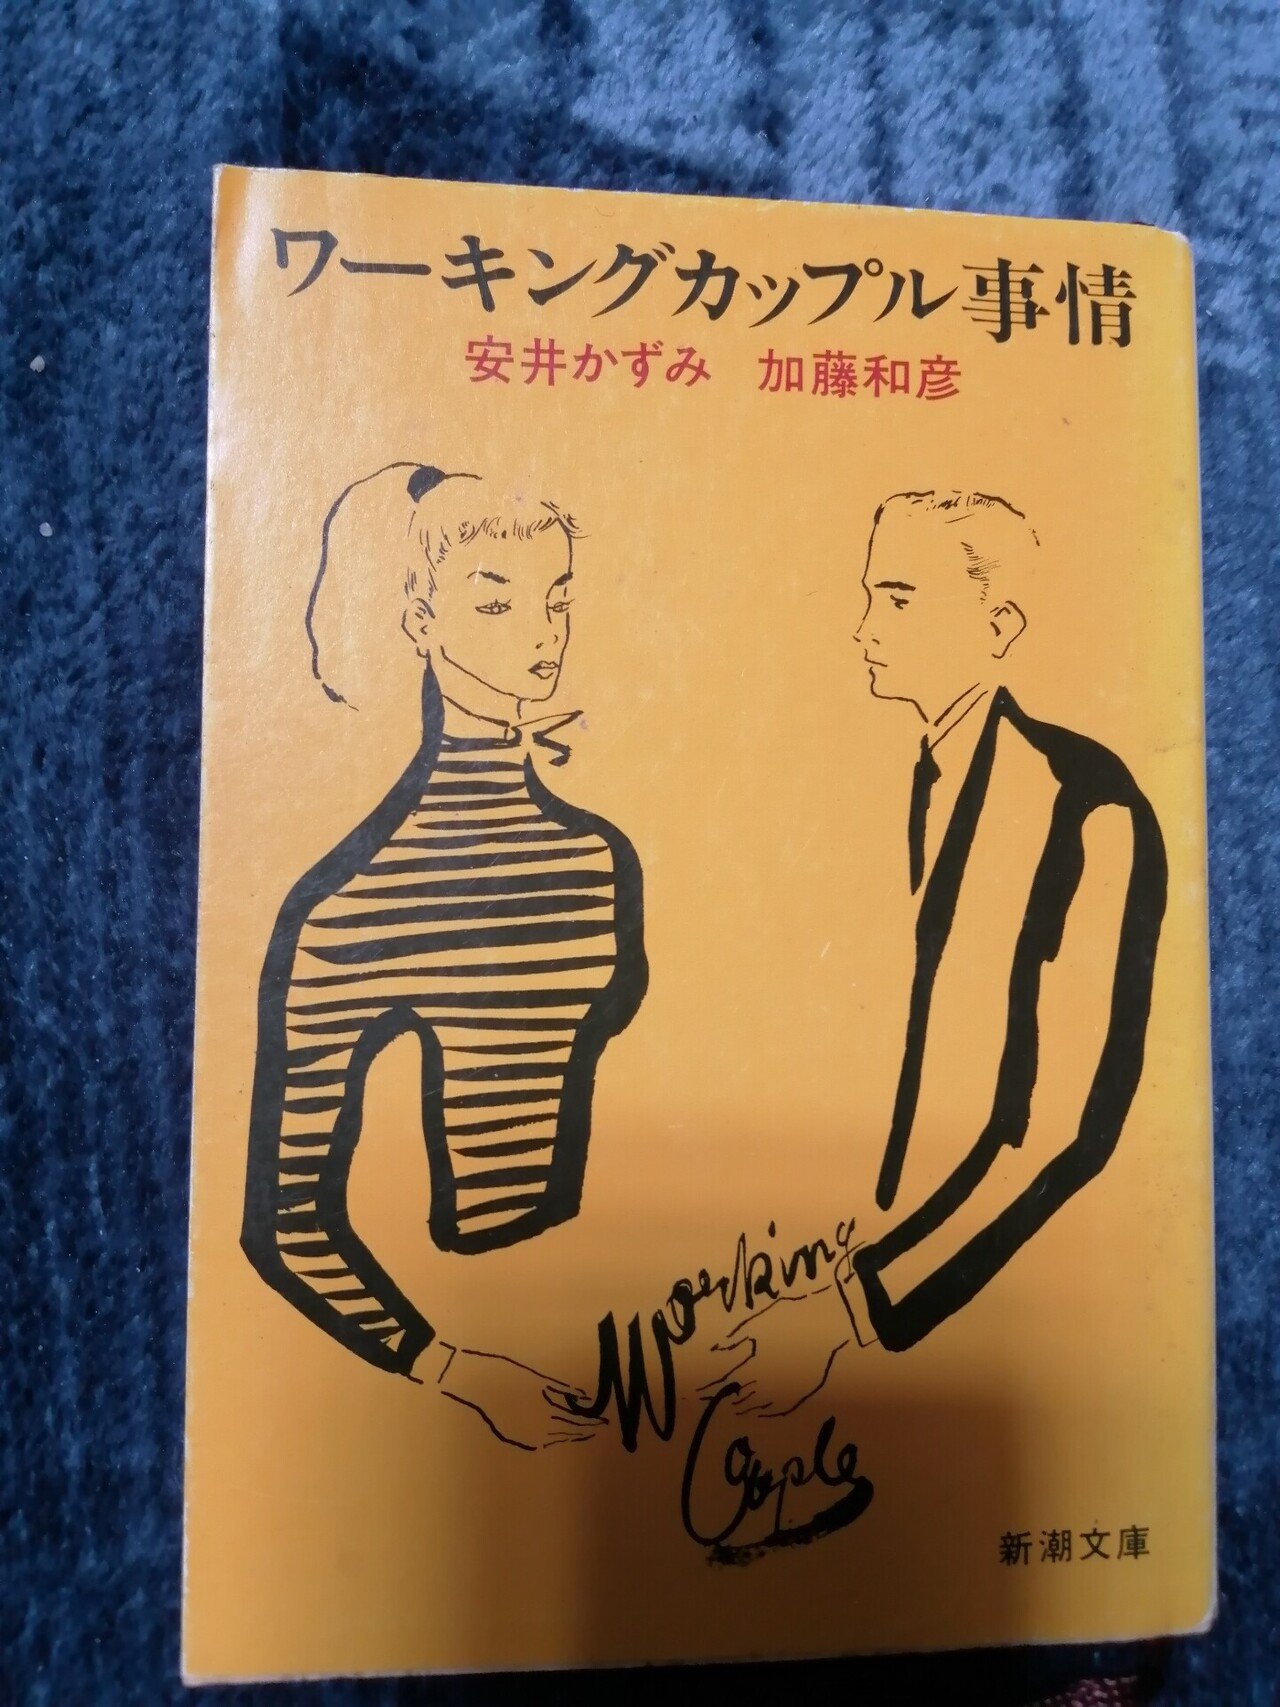 ワーキングカップル事情
安井かずみ 加藤和彦
Working
Couple
新潮文庫